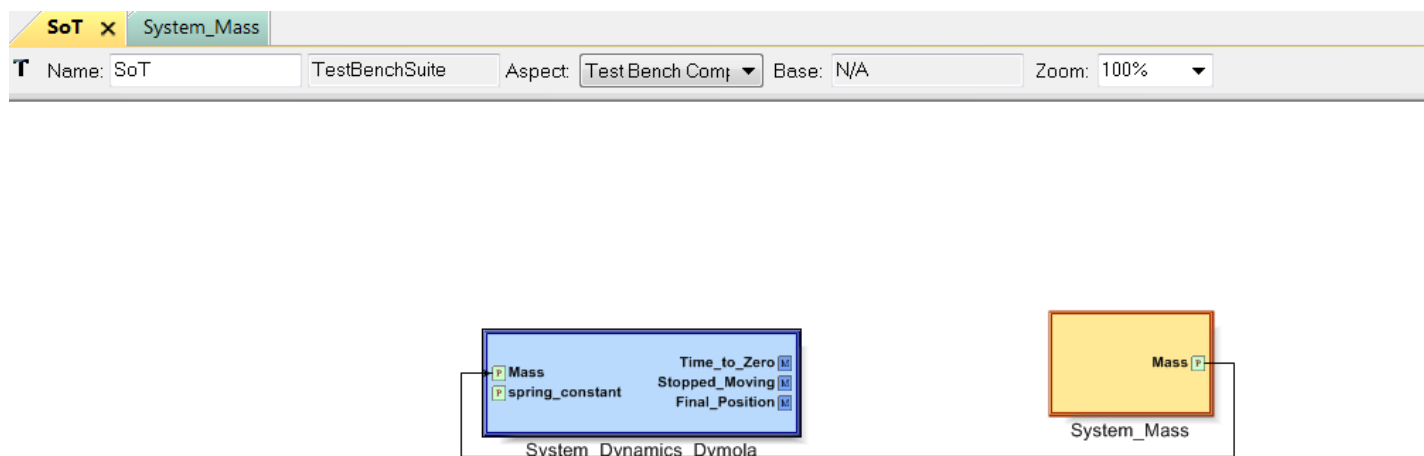 SoT System_Mass
T Name: SoT TestBenchSuite Aspect: Test Bench Comp Base: N/A Zoom: 100%
Time_to_Zero M
P Mass
Stopped_Moving M
P spring_constant
Final_Position M
System_Dynamics_Dymola
Mass P
System_Mass